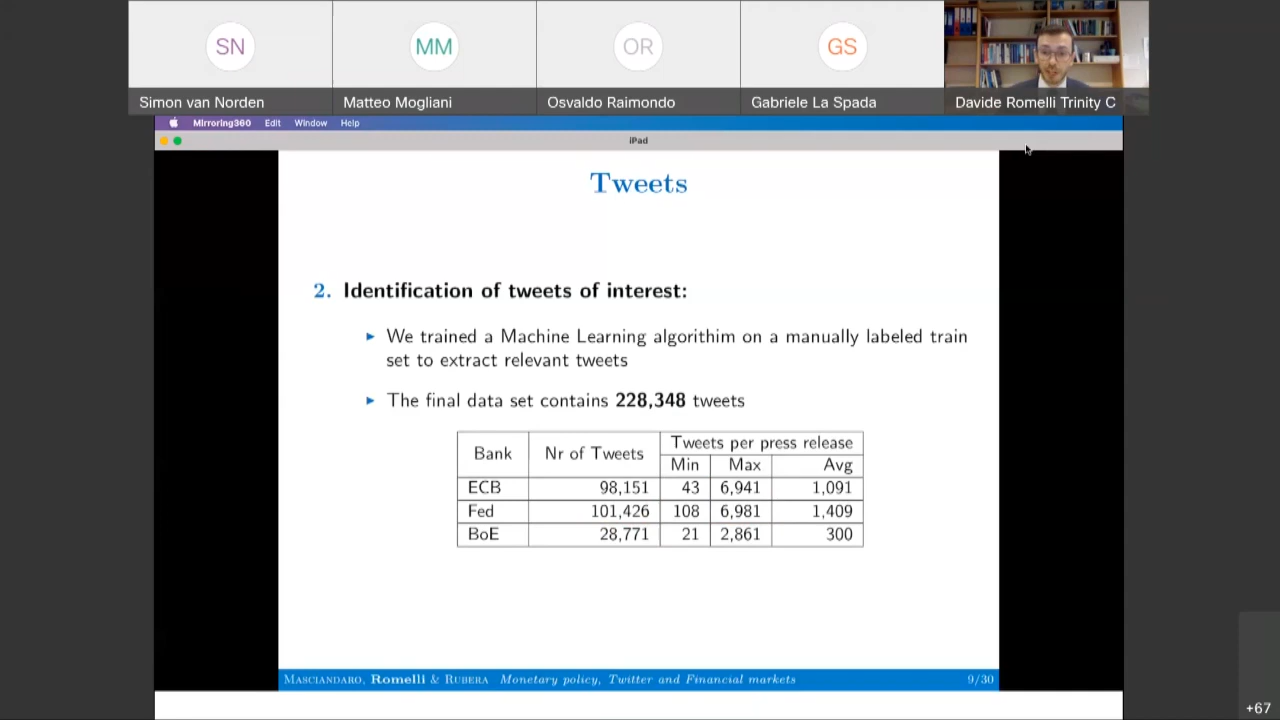 SN MM OR GS
Simon van Norden Matteo Mogliani Osvaldo Raimondo Gabriele La Spada Davide Romelli Trinity C
Mirroring360 Edit Window Help
iPad
Tweets
2. Identification of tweets of interest:
► We trained a Machine Learning algorithim on a manually labeled train
set to extract relevant tweets
► The final data set contains 228,348 tweets
Bank Nr of Tweets Tweets per press release
Min Max Avg
ECB 98,151 43 6,941 1,091
Fed 101,426 108 6,981 1,409
BoE 28,771 21 2,861 300
Masciandaro, Romelli & Rubera Monetary policy, Twitter and Financial markets 9/30
+67